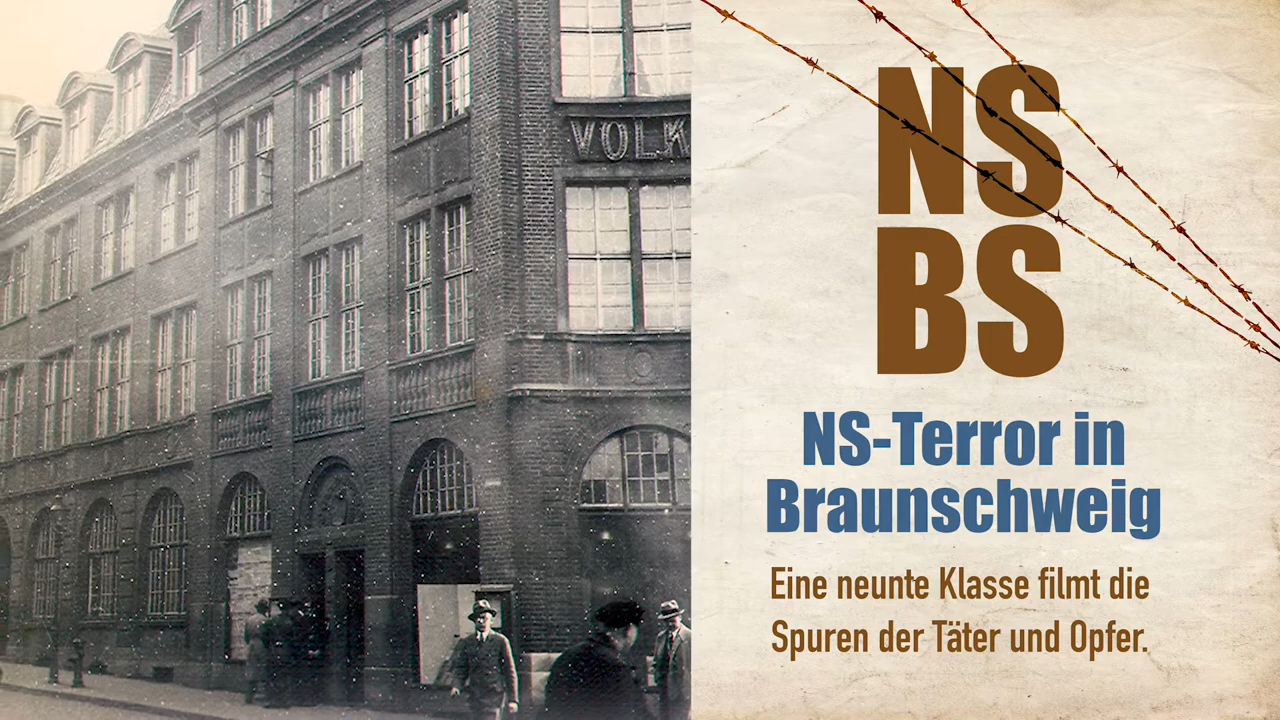 VOLK
NS
BS
NS-Terror in
Braunschweig
Eine neunte Klasse filmt die
Spuren der Täter und Opfer.